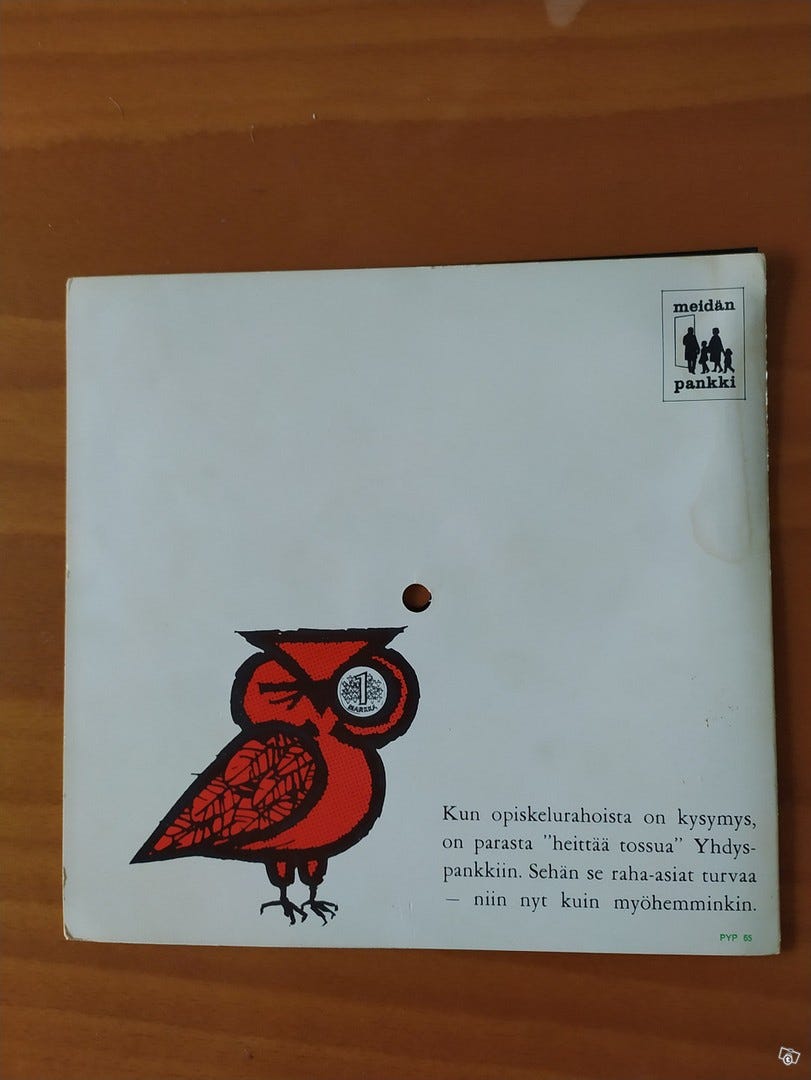 meidän
pankki
1
MARKKA
Kun opiskelurahoista on kysymys,
on parasta "heittää tossua" Yhdys-
pankkiin. Sehän se raha-asiat turvaa
— niin nyt kuin myöhemminkin.
PYP 65